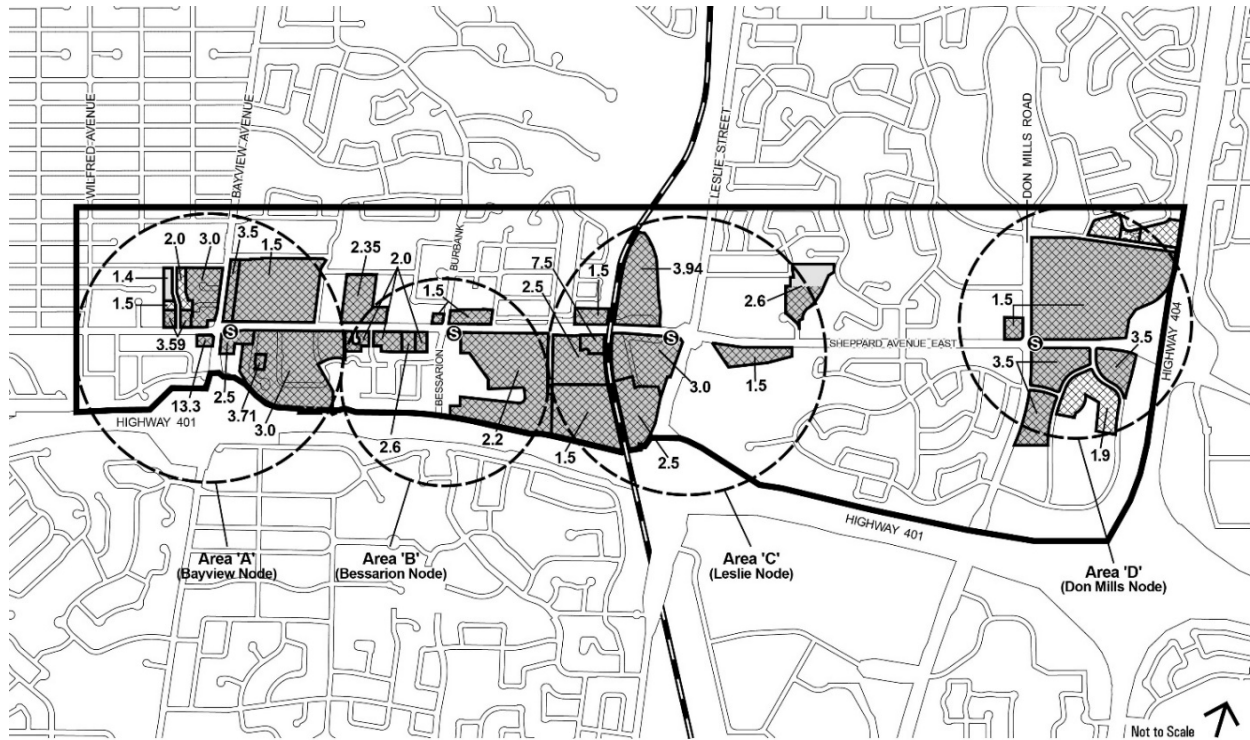 WILFRED AVENUE
BAYVIEW AVENUE
BURBANK
LESLIE STREET
DON MILLS ROAD
2.0
3.0
3.5
1.5
2.35
2.0
7.5
1.5
3.94
1.4
1.5
1.5
2.5
2.6
1.5
HIGHWAY 404
S
S
S
S
SHEPPARD AVENUE EAST
3.59
3.5
3.5
BESSARION
3.0
1.5
13.3
2.5
3.71
3.0
2.6
2.2
1.5
2.5
1.9
HIGHWAY 401
HIGHWAY 401
Area 'A'
(Bayview Node)
Area 'B'
(Bessarion Node)
Area 'C'
(Leslie Node)
Area 'D'
(Don Mills Node)
Not to Scale